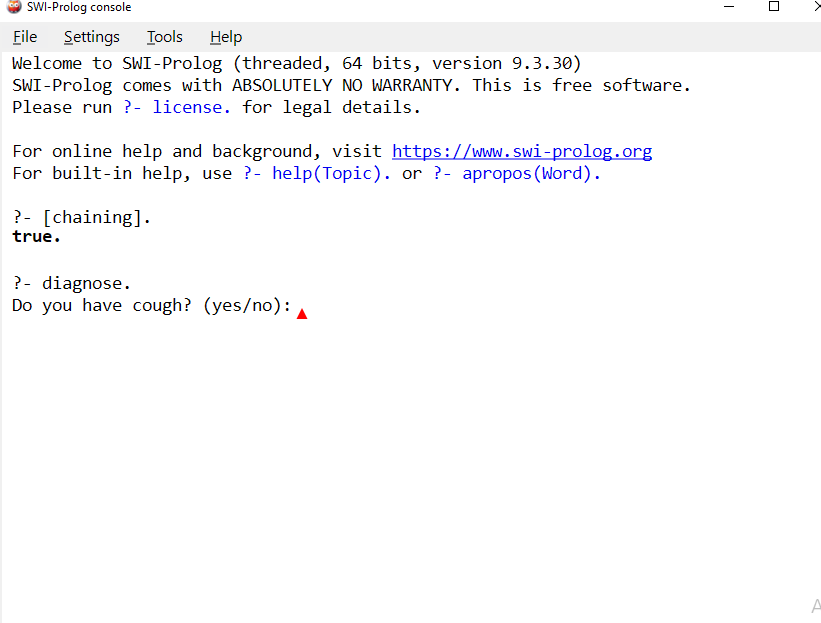 SWI-Prolog console
File Settings Tools Help
Welcome to SWI-Prolog (threaded, 64 bits, version 9.3.30)
SWI-Prolog comes with ABSOLUTELY NO WARRANTY. This is free software.
Please run ?- license. for legal details.
For online help and background, visit https://www.swi-prolog.org
For built-in help, use ?- help(Topic). or ?- apropos(Word).
?- [chaining].
true.
?- diagnose.
Do you have cough? (yes/no):